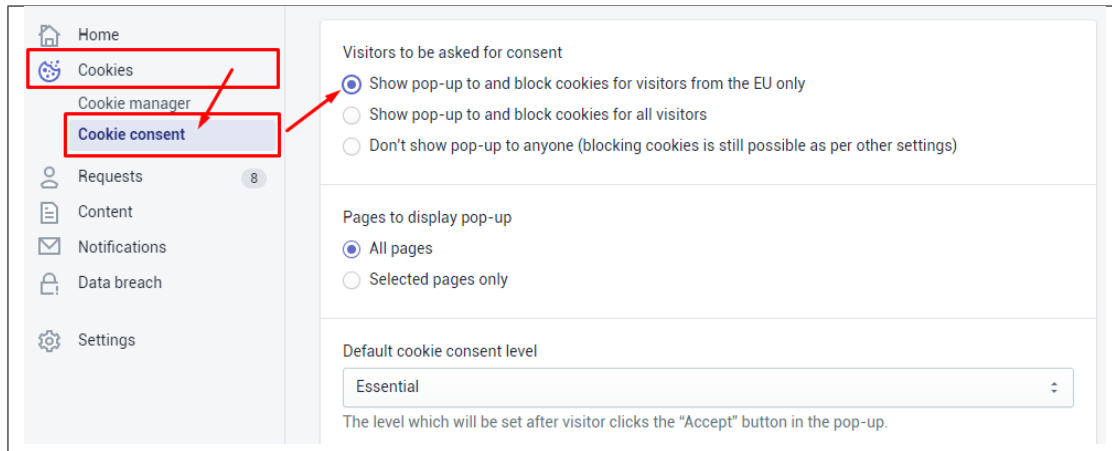 Home
Cookies
Cookie manager
Cookie consent
Requests 8
Content
Notifications
Data breach
Settings
Visitors to be asked for consent
Show pop-up to and block cookies for visitors from the EU only
Show pop-up to and block cookies for all visitors
Don't show pop-up to anyone (blocking cookies is still possible as per other settings)
Pages to display pop-up
All pages
Selected pages only
Default cookie consent level
Essential
The level which will be set after visitor clicks the “Accept” button in the pop-up.